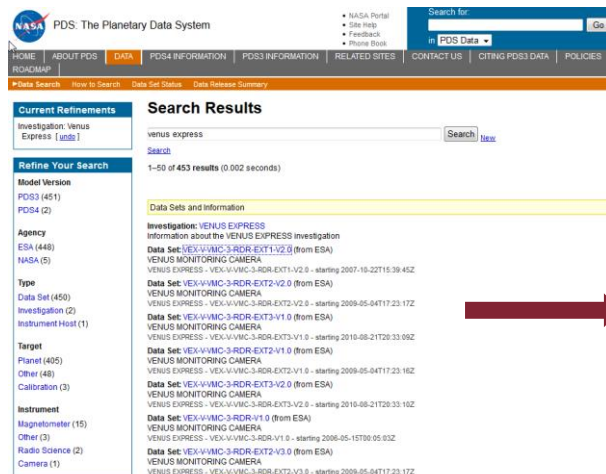 NASA
PDS: The Planetary Data System
• NASA Portal
• Site Help
• Feedback
• Phone Book
Search for:
Go
in PDS Data
HOME ABOUT PDS DATA PDS4 INFORMATION PDS3 INFORMATION RELATED SITES CONTACT US CITING PDS3 DATA POLICIES
ROADMAP
Data Search How to Search Data Set Status Data Release Summary
Current Refinements
Investigation: Venus
Express [undo]
Refine Your Search
Model Version
PDS3 (451)
PDS4 (2)
Agency
ESA (448)
NASA (5)
Type
Data Set (450)
Investigation (2)
Instrument Host (1)
Target
Planet (405)
Other (48)
Calibration (3)
Instrument
Magnetometer (15)
Other (3)
Radio Science (2)
Camera (1)
Search Results
venus express
Search New
Search
1–50 of 453 results (0.002 seconds)
Data Sets and Information
Investigation: VENUS EXPRESS
Information about the VENUS EXPRESS investigation
Data Set: VEX-V-VMC-3-RDR-EXT1-V2.0 (from ESA)
VENUS MONITORING CAMERA
VENUS EXPRESS - VEX-V-VMC-3-RDR-EXT1-V2.0 - starting 2007-10-22T15:39:45Z
Data Set: VEX-V-VMC-3-RDR-EXT2-V2.0 (from ESA)
VENUS MONITORING CAMERA
VENUS EXPRESS - VEX-V-VMC-3-RDR-EXT2-V2.0 - starting 2009-05-04T17:23:17Z
Data Set: VEX-V-VMC-3-RDR-EXT3-V1.0 (from ESA)
VENUS MONITORING CAMERA
VENUS EXPRESS - VEX-V-VMC-3-RDR-EXT3-V1.0 - starting 2010-08-21T20:33:09Z
Data Set: VEX-V-VMC-3-RDR-EXT2-V1.0 (from ESA)
VENUS MONITORING CAMERA
VENUS EXPRESS - VEX-V-VMC-3-RDR-EXT2-V1.0 - starting 2009-05-04T17:23:16Z
Data Set: VEX-V-VMC-3-RDR-EXT3-V2.0 (from ESA)
VENUS MONITORING CAMERA
VENUS EXPRESS - VEX-V-VMC-3-RDR-EXT3-V2.0 - starting 2010-08-21T20:33:10Z
Data Set: VEX-V-VMC-3-RDR-V1.0 (from ESA)
VENUS MONITORING CAMERA
VENUS EXPRESS - VEX-V-VMC-3-RDR-V1.0 - starting 2006-05-15T00:05:03Z
Data Set: VEX-V-VMC-3-RDR-EXT2-V3.0 (from ESA)
VENUS MONITORING CAMERA
VENUS EXPRESS - VEX-V-VMC-3-RDR-EXT2-V3.0 - starting 2009-05-04T17:23:17Z